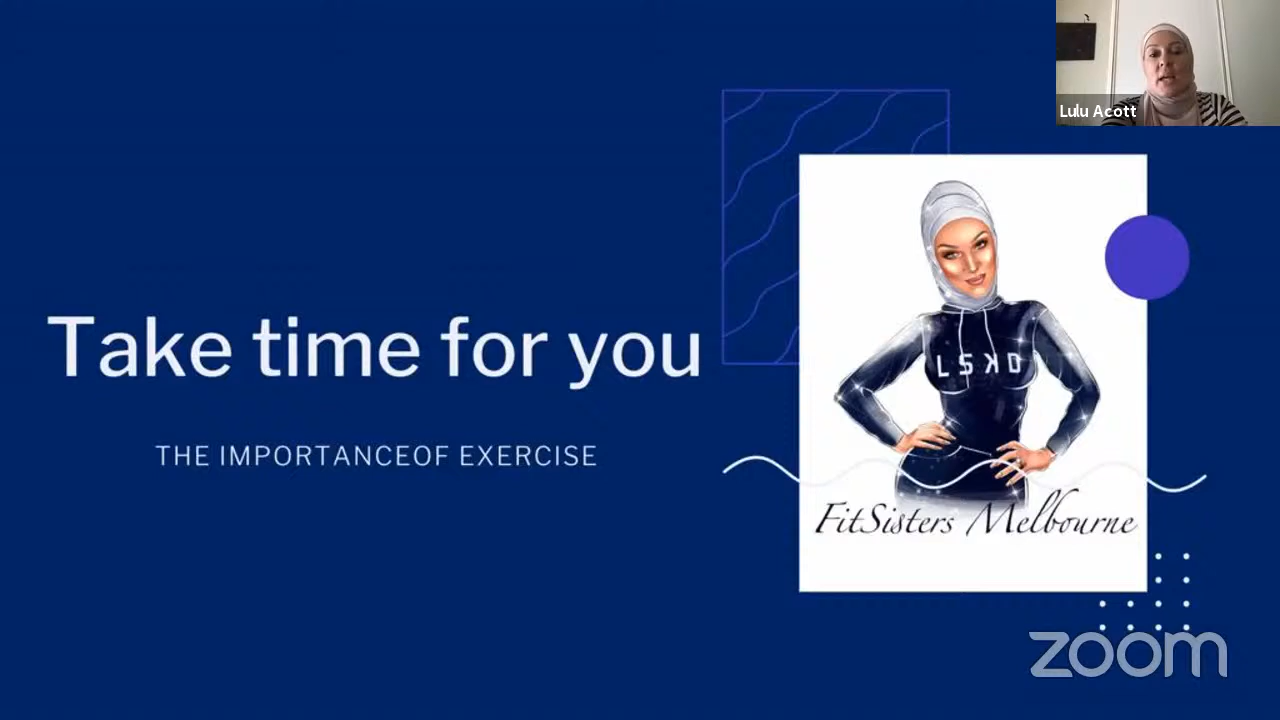 Lulu Acott
LSKD
Take time for you
THE IMPORTANCEOF EXERCISE
FitSisters Melbourne
zoom